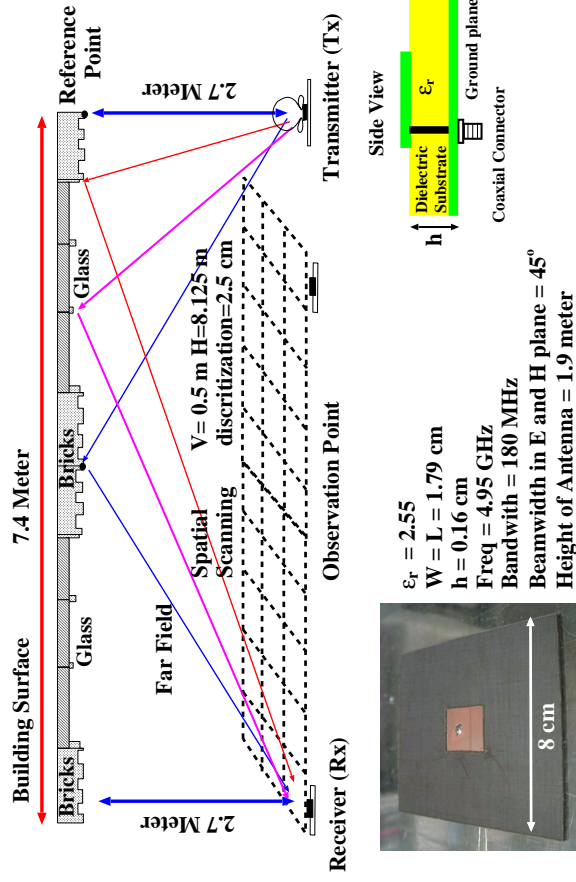 Building Surface
7.4 Meter
Reference
Point
Bricks
Glass
Bricks
Glass
2.7 Meter
2.7 Meter
Far Field
Spatial
Scanning
V= 0.5 m H=8.125 m
discritization=2.5 cm
Receiver (Rx)
Observation Point
Transmitter (Tx)
8 cm
εr = 2.55
W = L = 1.79 cm
h = 0.16 cm
Freq = 4.95 GHz
Bandwith = 180 MHz
Beamwidth in E and H plane = 45°
Height of Antenna = 1.9 meter
Side View
h
Dielectric
Substrate
εr
Coaxial Connector
Ground plane